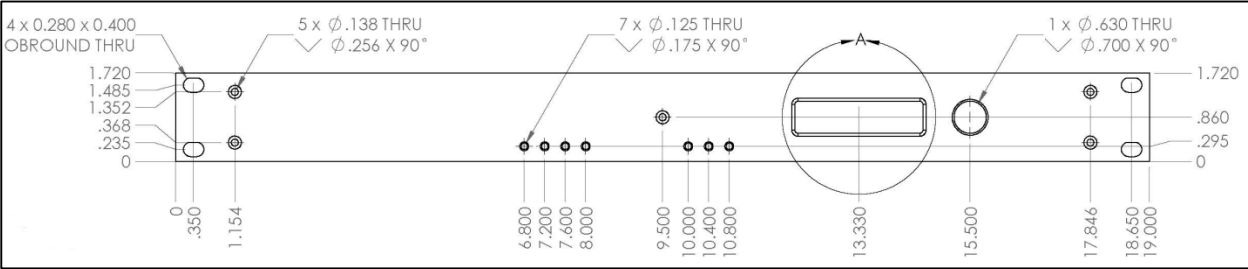 4 x 0.280 x 0.400
OBROUND THRU
5 x ∅.138 THRU
⌵ ∅.256 X 90°
7 x ∅.125 THRU
⌵ ∅.175 X 90°
A
1 x ∅.630 THRU
⌵ ∅.700 X 90°
1.720
1.485
1.352
.368
.235
0
1.720
.860
.295
0
0
.350
1.154
6.800
7.200
7.600
8.000
9.500
10.000
10.400
10.800
13.330
15.500
17.846
18.650
19.000